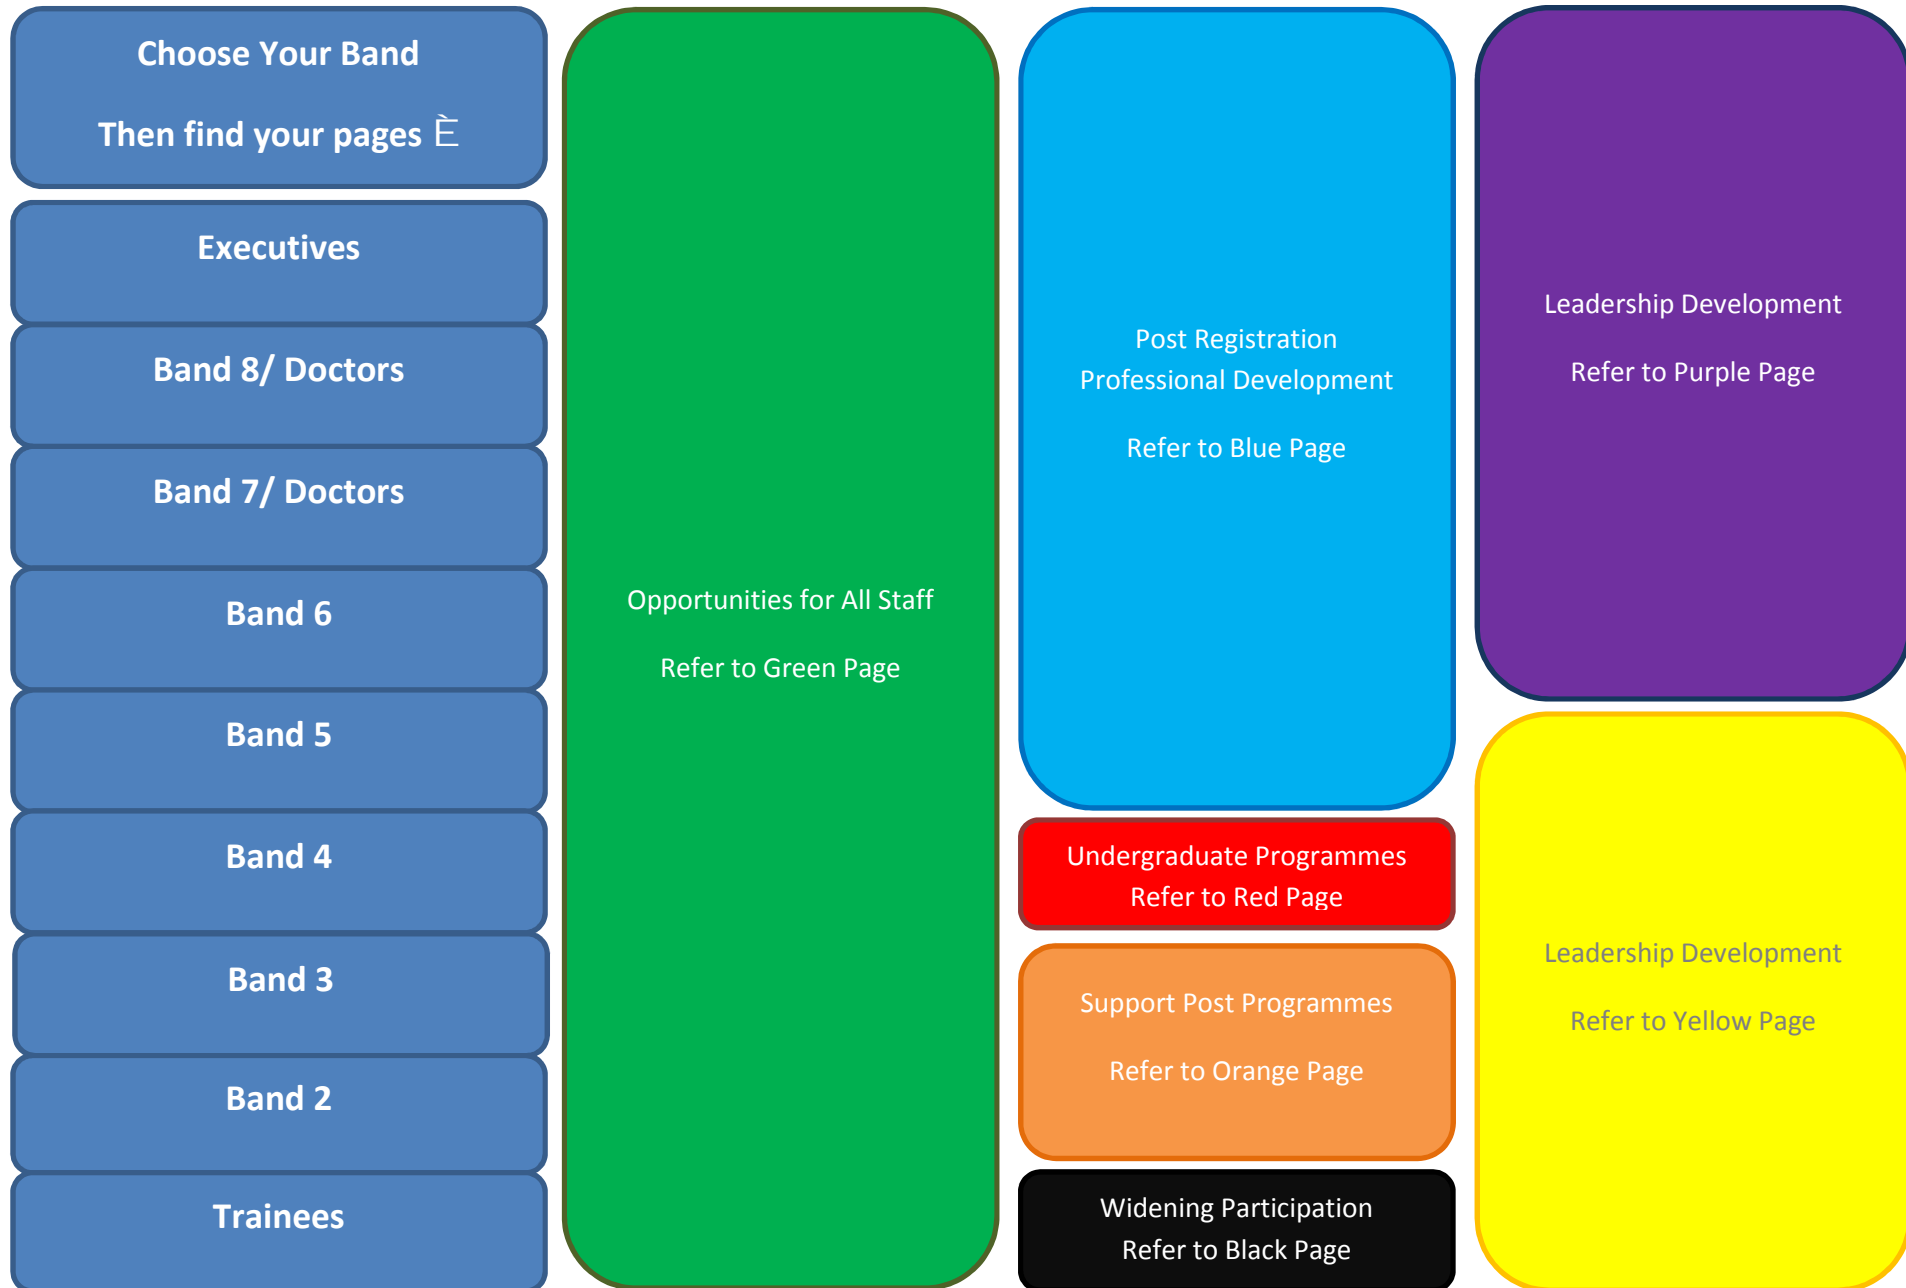 Choose Your Band
Then find your pages È
Executives
Band 8/ Doctors
Band 7/ Doctors
Band 6
Band 5
Band 4
Band 3
Band 2
Trainees
Opportunities for All Staff
Refer to Green Page
Post Registration
Professional Development
Refer to Blue Page
Undergraduate Programmes
Refer to Red Page
Support Post Programmes
Refer to Orange Page
Widening Participation
Refer to Black Page
Leadership Development
Refer to Purple Page
Leadership Development
Refer to Yellow Page